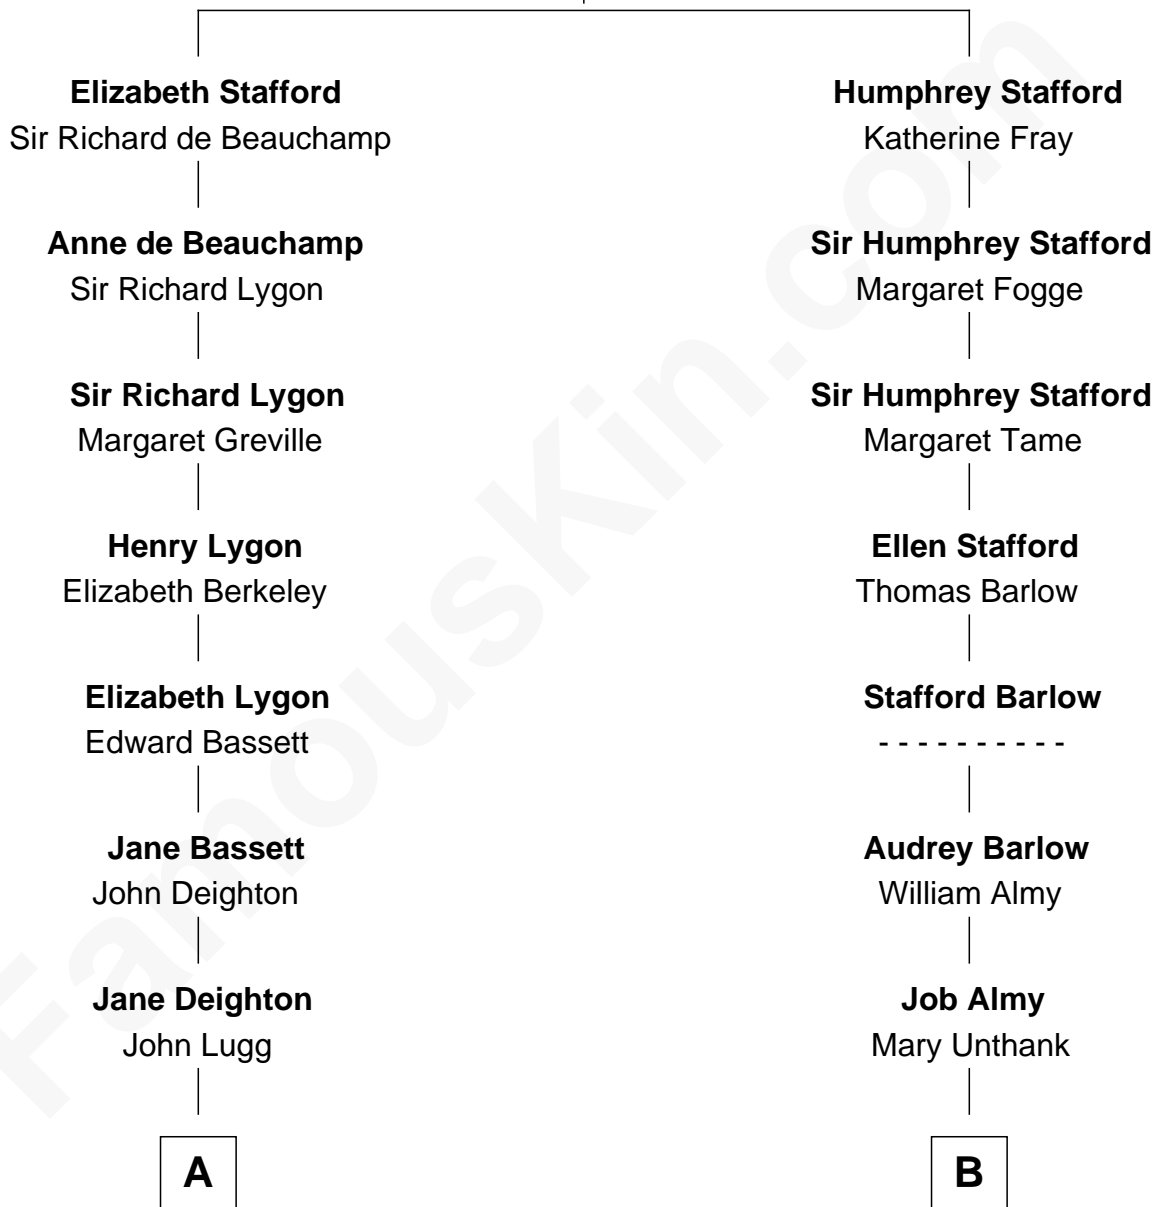 Elizabeth Stafford
Sir Richard de Beauchamp
Anne de Beauchamp
Sir Richard Lygon
Sir Richard Lygon
Margaret Greville
Henry Lygon
Elizabeth Berkeley
Elizabeth Lygon
Edward Bassett
Jane Bassett
John Deighton
Jane Deighton
John Lugg
A
Humphrey Stafford
Katherine Fray
Sir Humphrey Stafford
Margaret Fogge
Sir Humphrey Stafford
Margaret Tame
Ellen Stafford
Thomas Barlow
Stafford Barlow
- - - - - - - - - -
Audrey Barlow
William Almy
Job Almy
Mary Unthank
B
FamousKin.com